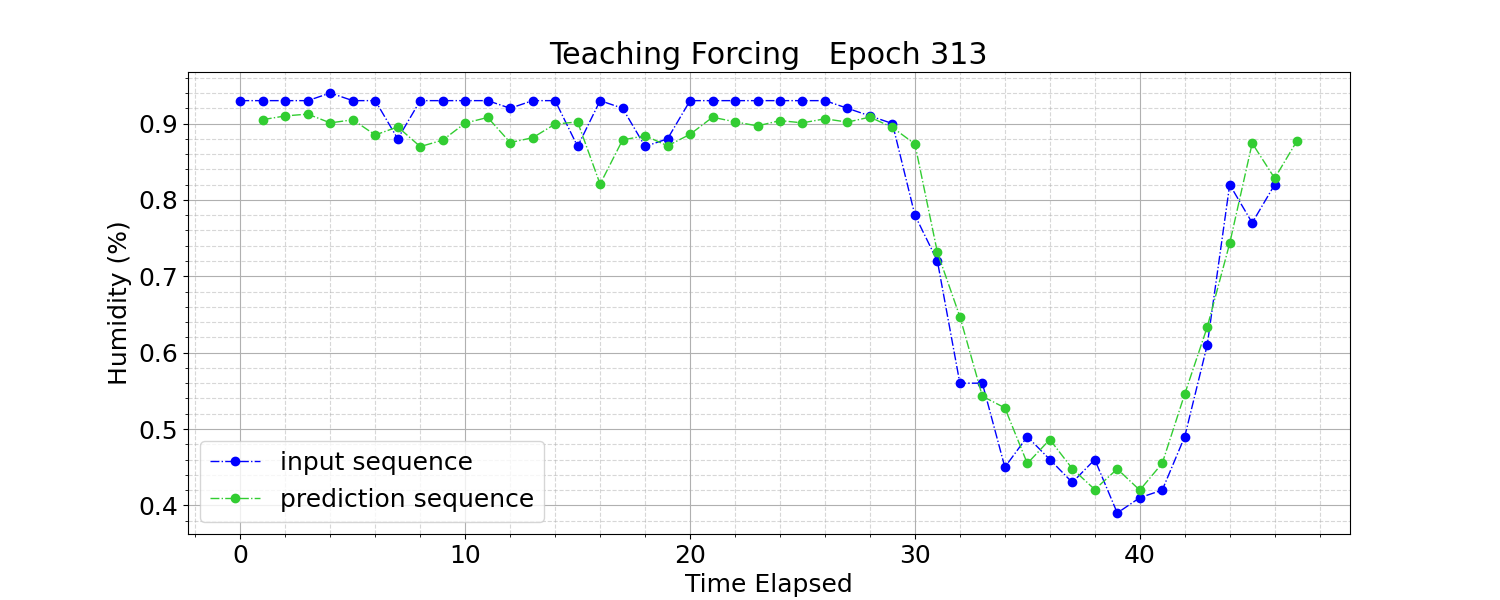 Teaching Forcing   Epoch 313
Humidity (%)
0.9
0.8
0.7
0.6
0.5
0.4
input sequence
prediction sequence
0 10 20 30 40
Time Elapsed